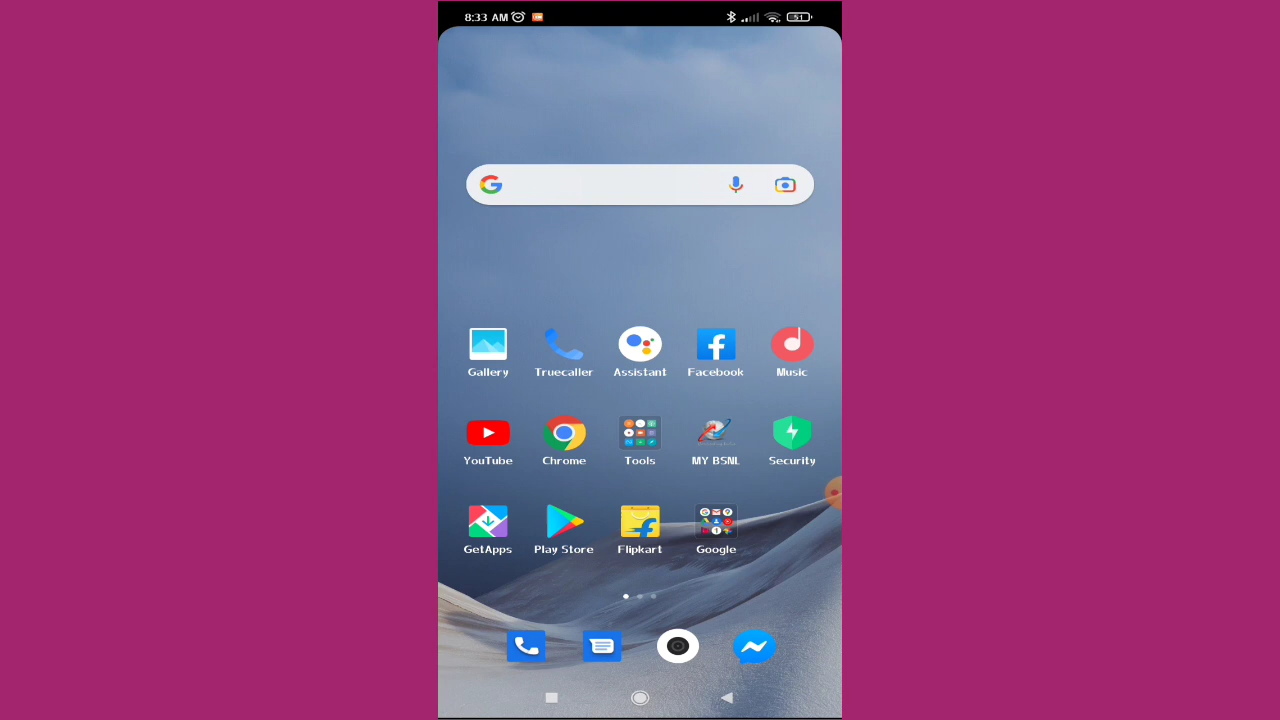 8:33 AM
51
Gallery Truecaller Assistant Facebook Music
YouTube Chrome Tools MY BSNL Security
GetApps Play Store Flipkart Google